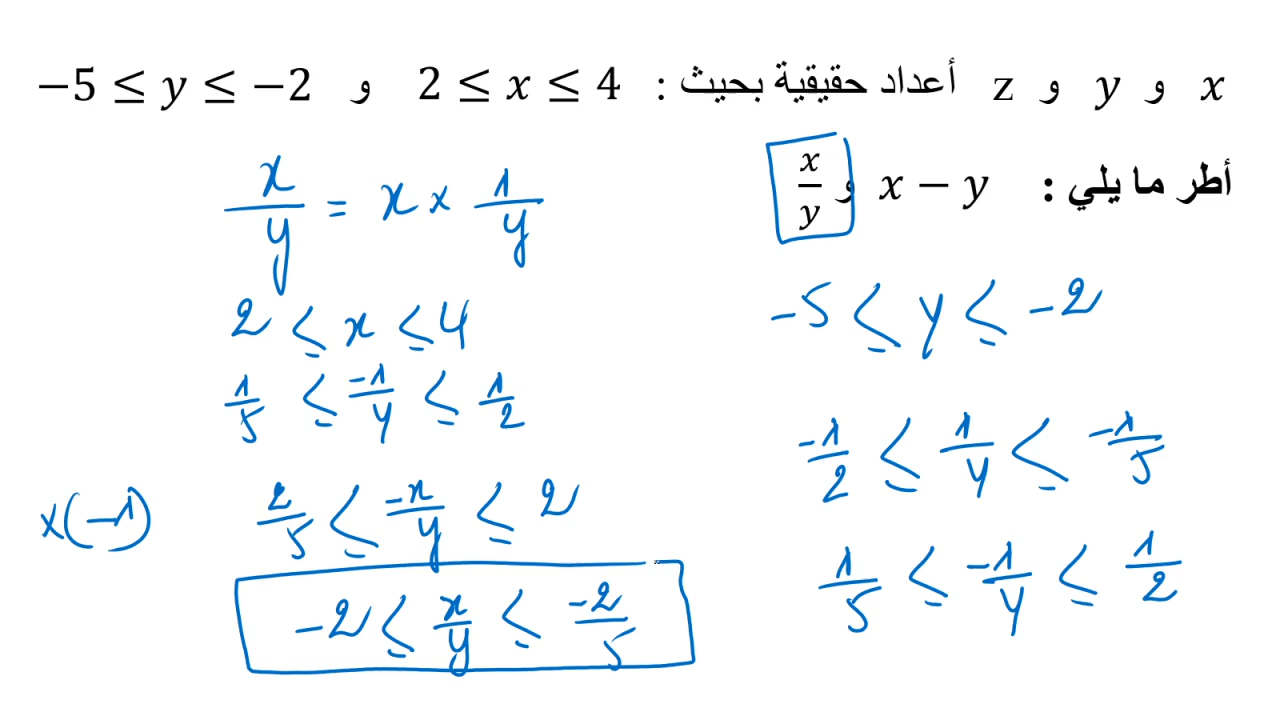 x و y و z أعداد حقيقية بحيث : 2 ≤ x ≤ 4 و −5 ≤ y ≤ −2
أطر ما يلي : x − y و x/y
x/y = x × 1/y
2 ≤ x ≤ 4
1/5 ≤ -1/y ≤ 1/2
x(-1) 2/5 ≤ -x/y ≤ 2
-2 ≤ x/y ≤ -2/5
-5 ≤ y ≤ -2
-1/2 ≤ 1/y ≤ -1/5
1/5 ≤ -1/y ≤ 1/2